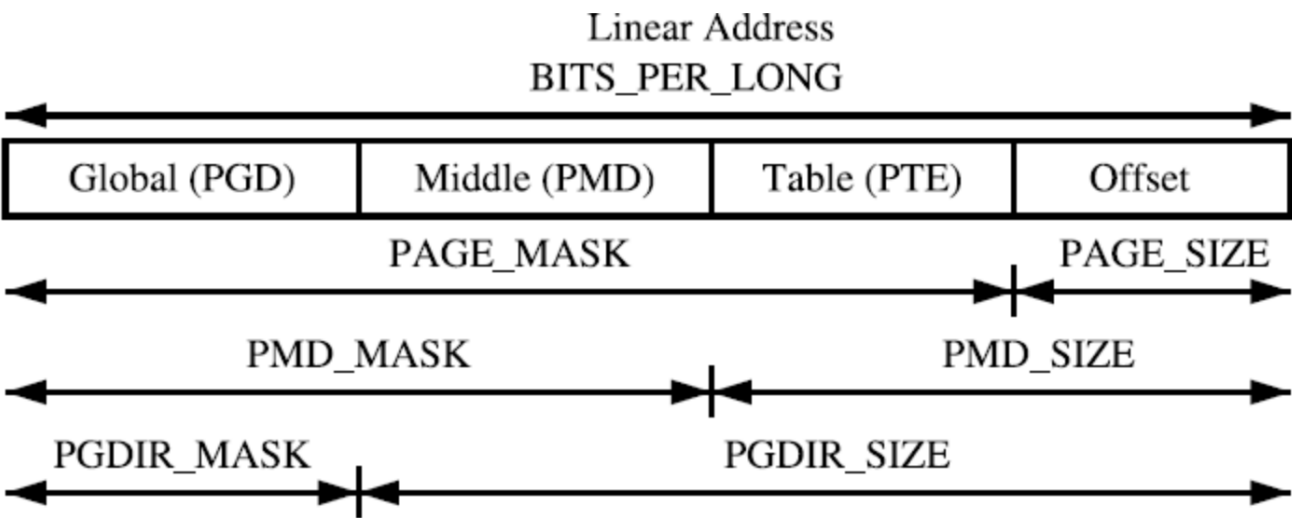 Linear Address
BITS_PER_LONG
Global (PGD) Middle (PMD) Table (PTE) Offset
PAGE_MASK PAGE_SIZE
PMD_MASK PMD_SIZE
PGDIR_MASK PGDIR_SIZE